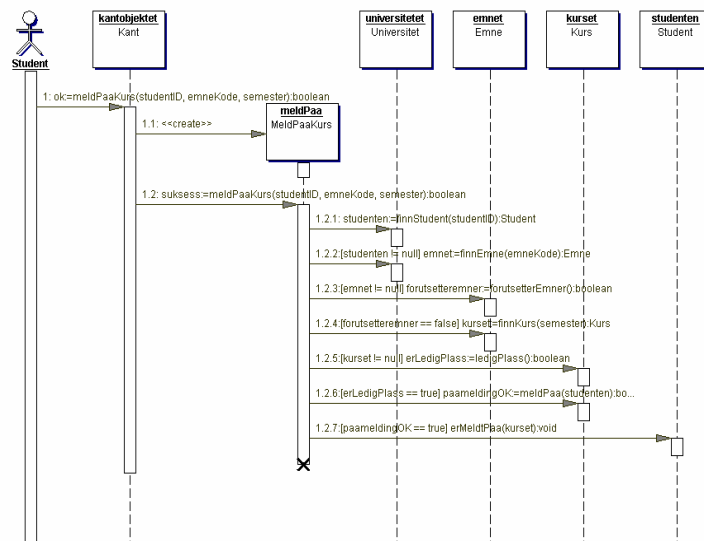 kantobjektet
Kant
universitetet
Universitet
emnet
Emne
kurset
Kurs
studenten
Student
Student
1: ok:=meldPaaKurs(studentID, emneKode, semester):boolean
1.1: <<create>>
meldPaa
MeldPaaKurs
1.2: suksess:=meldPaaKurs(studentID, emneKode, semester):boolean
1.2.1: studenten:=finnStudent(studentID):Student
1.2.2:[studenten != null] emnet:=finnEmne(emneKode):Emne
1.2.3:[emnet != null] forutsetteremner:=forutsetterEmner():boolean
1.2.4:[forutsetteremner == false] kurset:=finnKurs(semester):Kurs
1.2.5:[kurset != null] erLedigPlass:=ledigPlass():boolean
1.2.6:[erLedigPlass == true] paameldingOK:=meldPaa(studenten):bo...
1.2.7:[paameldingOK == true] erMeldtPaa(kurset):void